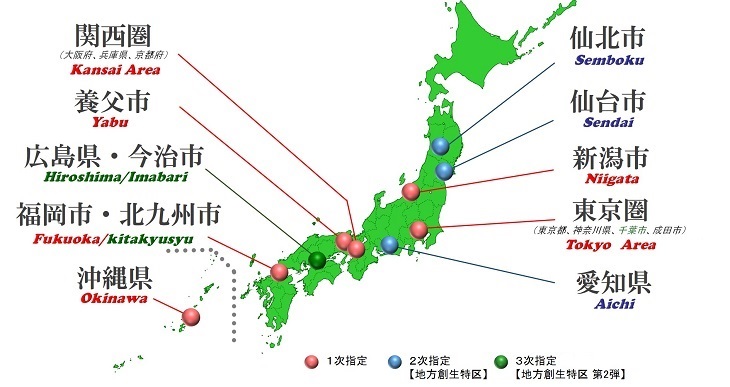 関西圏
（大阪府、兵庫県、京都府）
Kansai Area
養父市
Yabu
広島県・今治市
Hiroshima/Imabari
福岡市・北九州市
Fukuoka/kitakyusyu
沖縄県
Okinawa
仙北市
Semboku
仙台市
Sendai
新潟市
Niigata
東京圏
（東京都、神奈川県、千葉市、成田市）
Tokyo Area
愛知県
Aichi
1次指定
2次指定
【地方創生特区】
3次指定
【地方創生特区 第2弾】